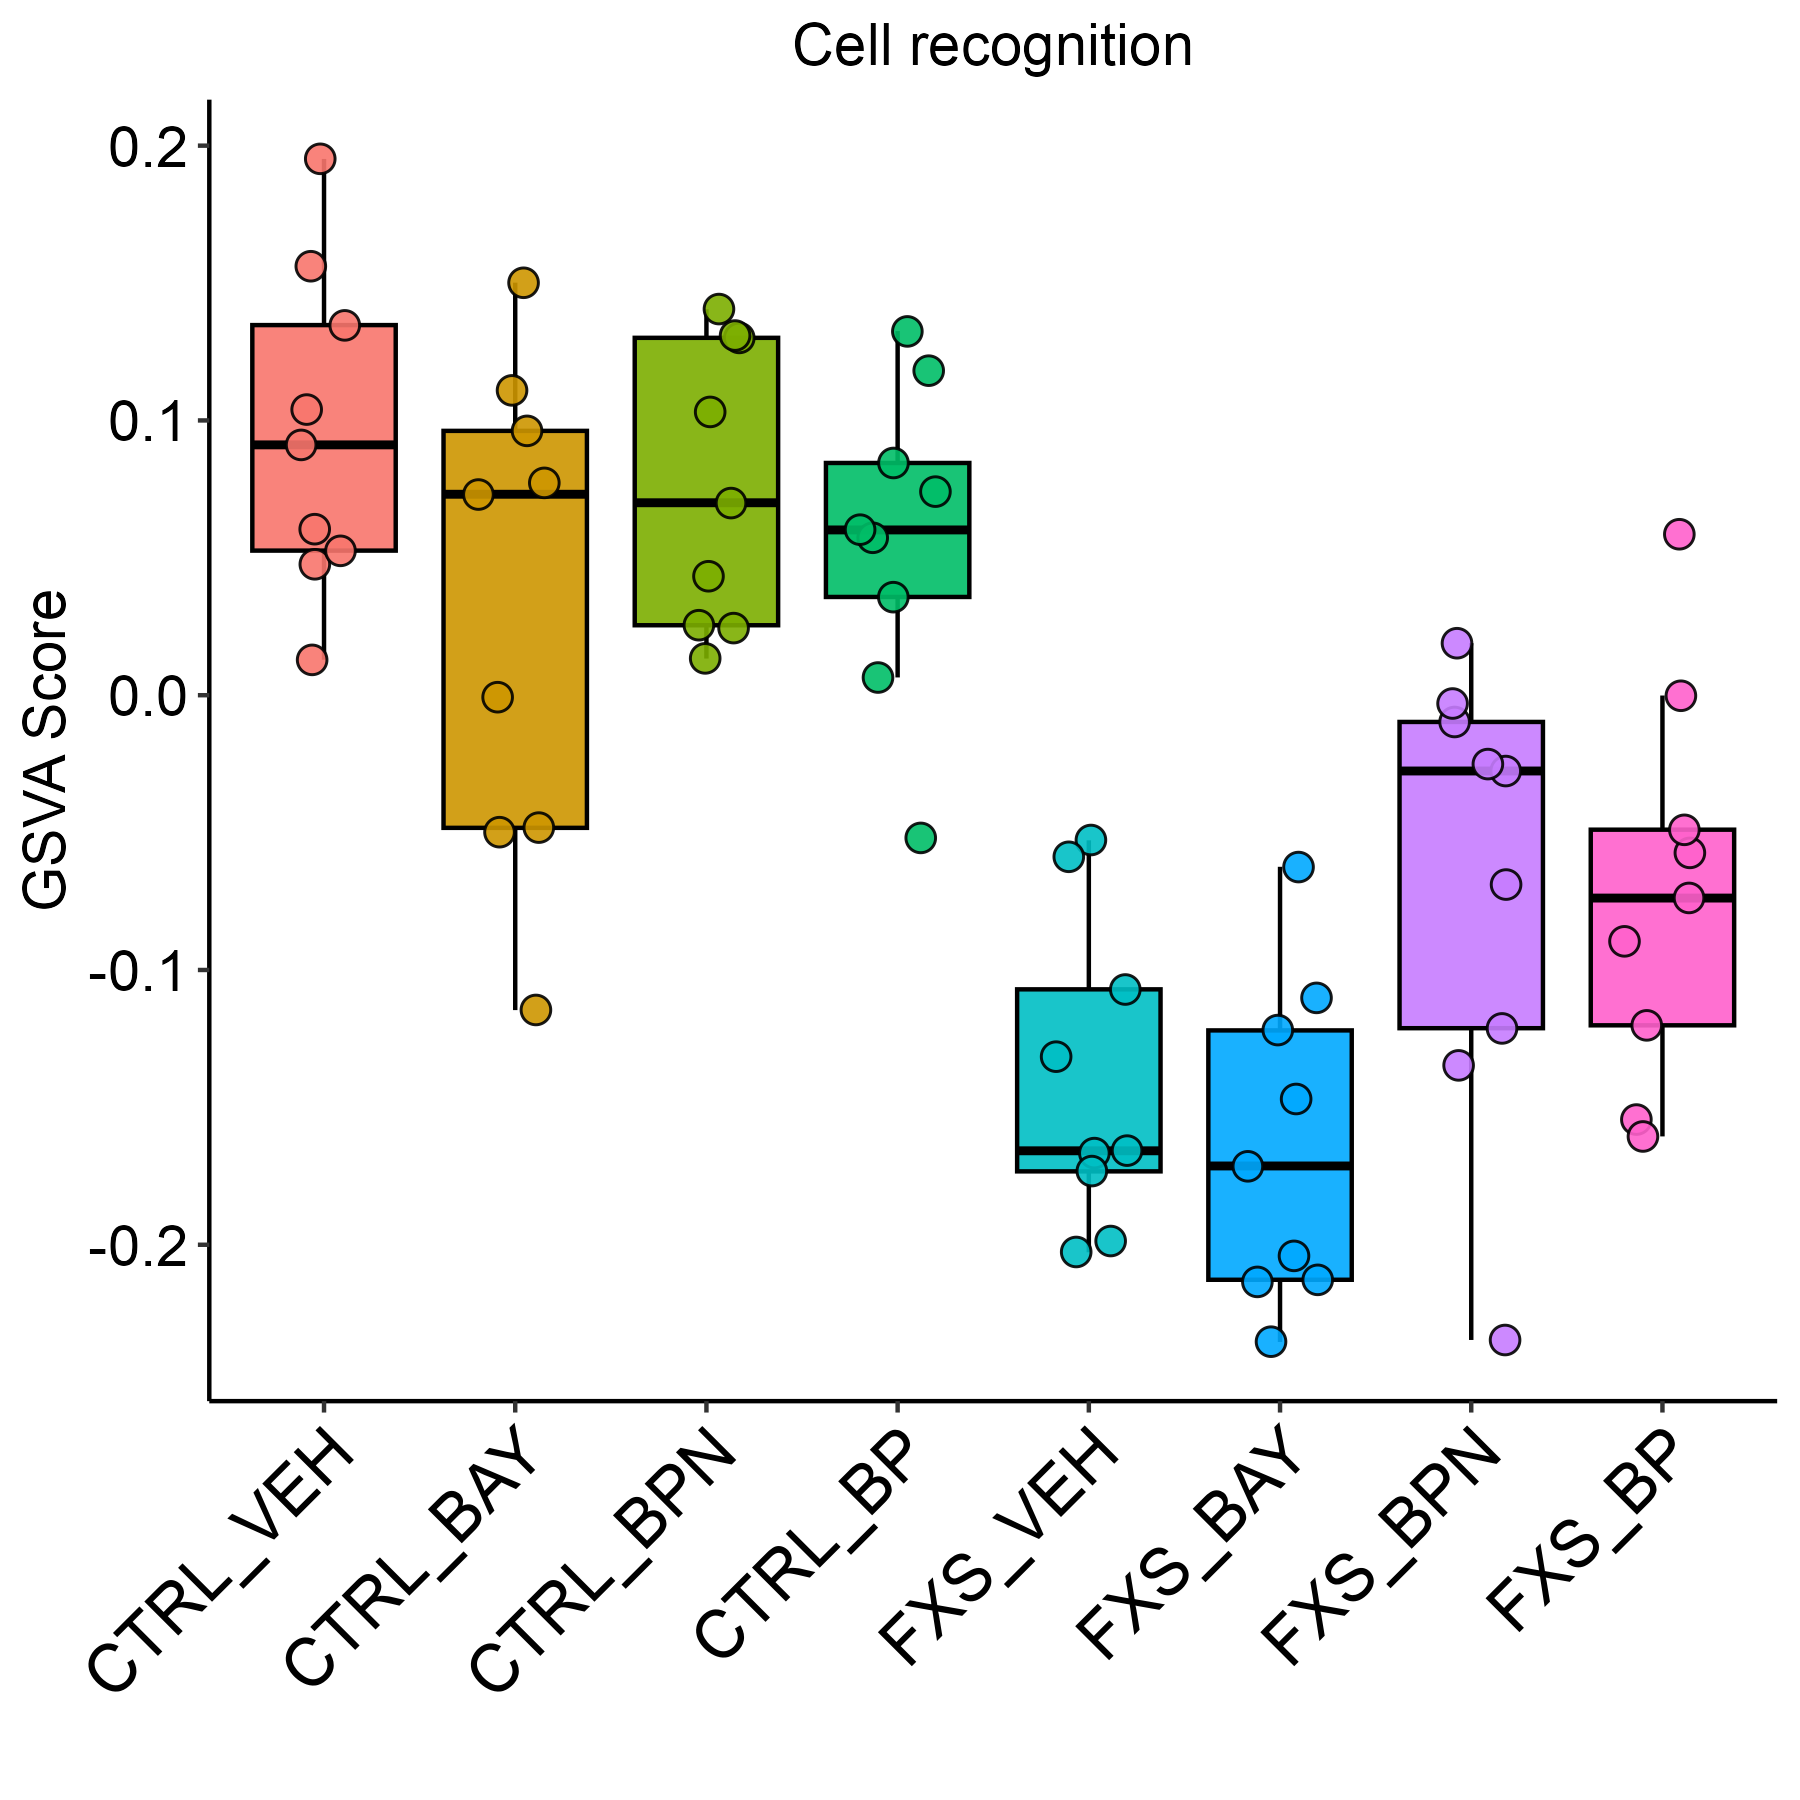 Cell recognition
GSVA Score
0.2
0.1
0.0
-0.1
-0.2
CTRL_VEH
CTRL_BAY
CTRL_BPN
CTRL_BP
FXS_VEH
FXS_BAY
FXS_BPN
FXS_BP